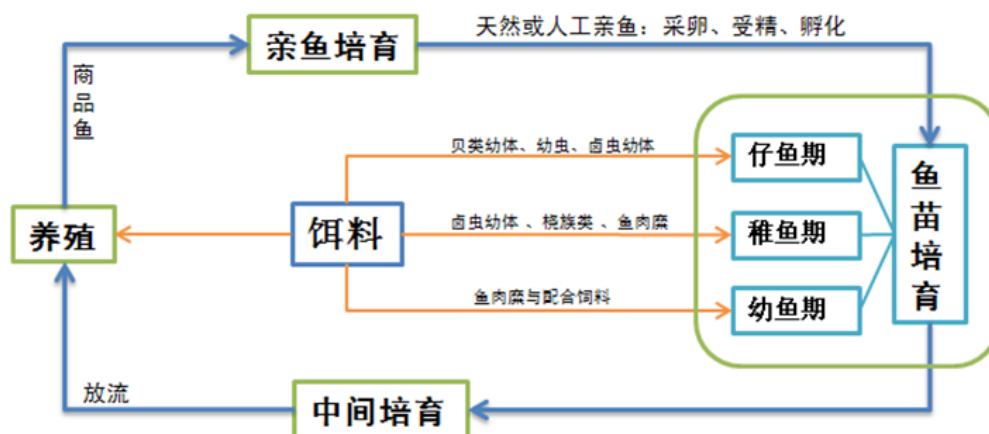 天然或人工亲鱼：采卵、受精、孵化
亲鱼培育
商品鱼
贝类幼体、幼虫、卤虫幼体
仔鱼期
鱼苗培育
养殖
饵料
卤虫幼体 、桡族类 、鱼肉糜
稚鱼期
鱼肉糜与配合饲料
幼鱼期
放流
中间培育